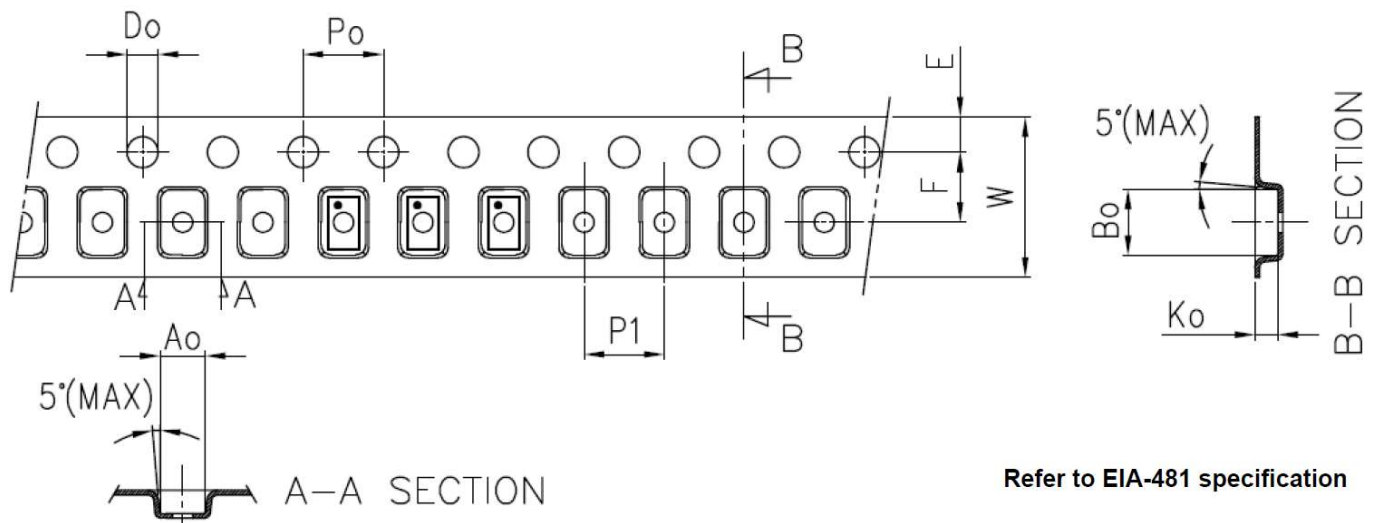 Do
Po
B
E
5°(MAX)
F
W
Bo
B-B SECTION
A
A
P1
B
Ko
Ao
5°(MAX)
A-A SECTION
Refer to EIA-481 specification